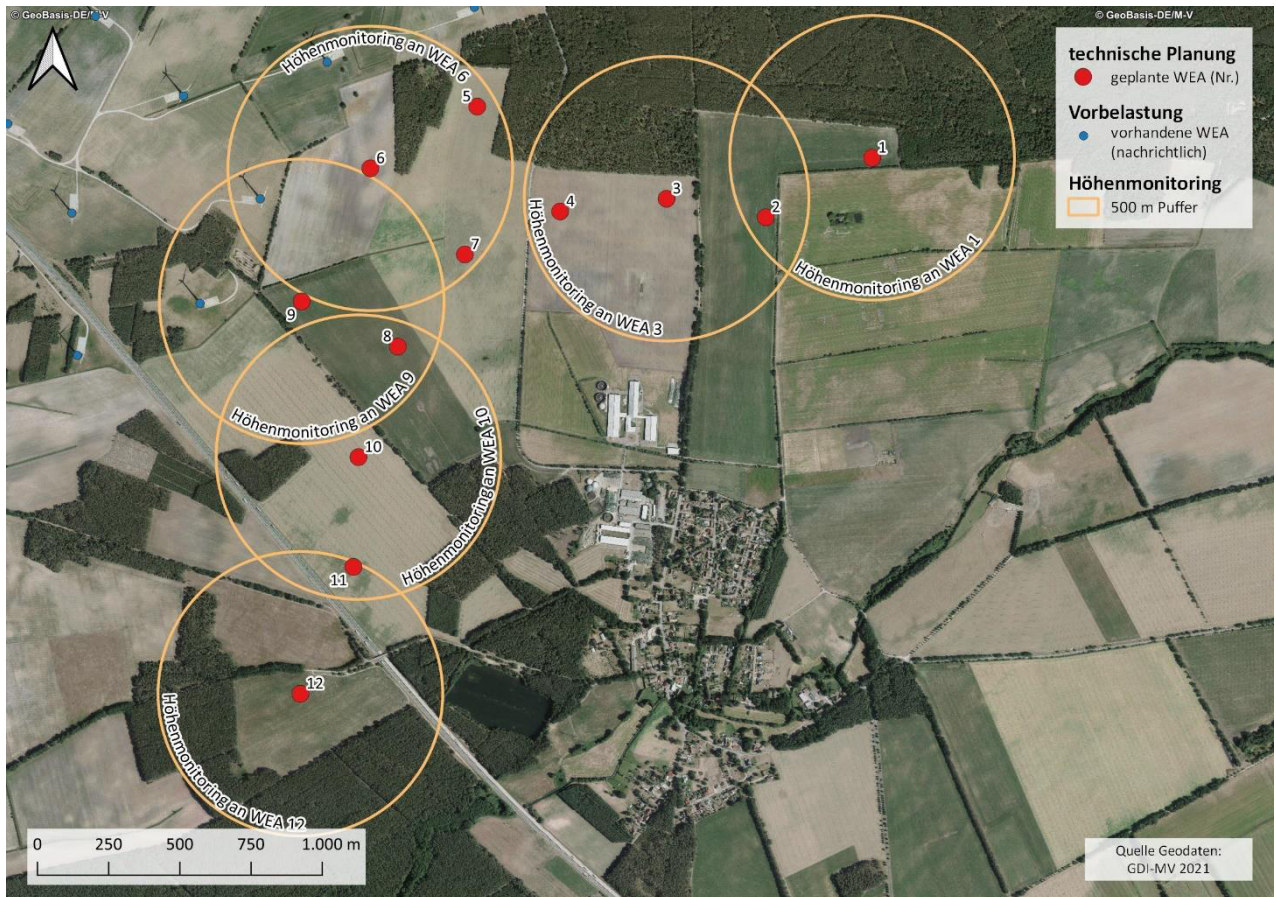 © GeoBasis-DE/M-V
© GeoBasis-DE/M-V
technische Planung
geplante WEA (Nr.)
Vorbelastung
vorhandene WEA
(nachrichtlich)
Höhenmonitoring
500 m Puffer
Höhenmonitoring an WEA 6
5
6
1
3
4
2
Höhenmonitoring an WEA 3
Höhenmonitoring an WEA 1
7
9
8
Höhenmonitoring an WEA 9
10
Höhenmonitoring an WEA 10
11
12
Höhenmonitoring an WEA 12
0 250 500 750 1.000 m
Quelle Geodaten:
GDI-MV 2021